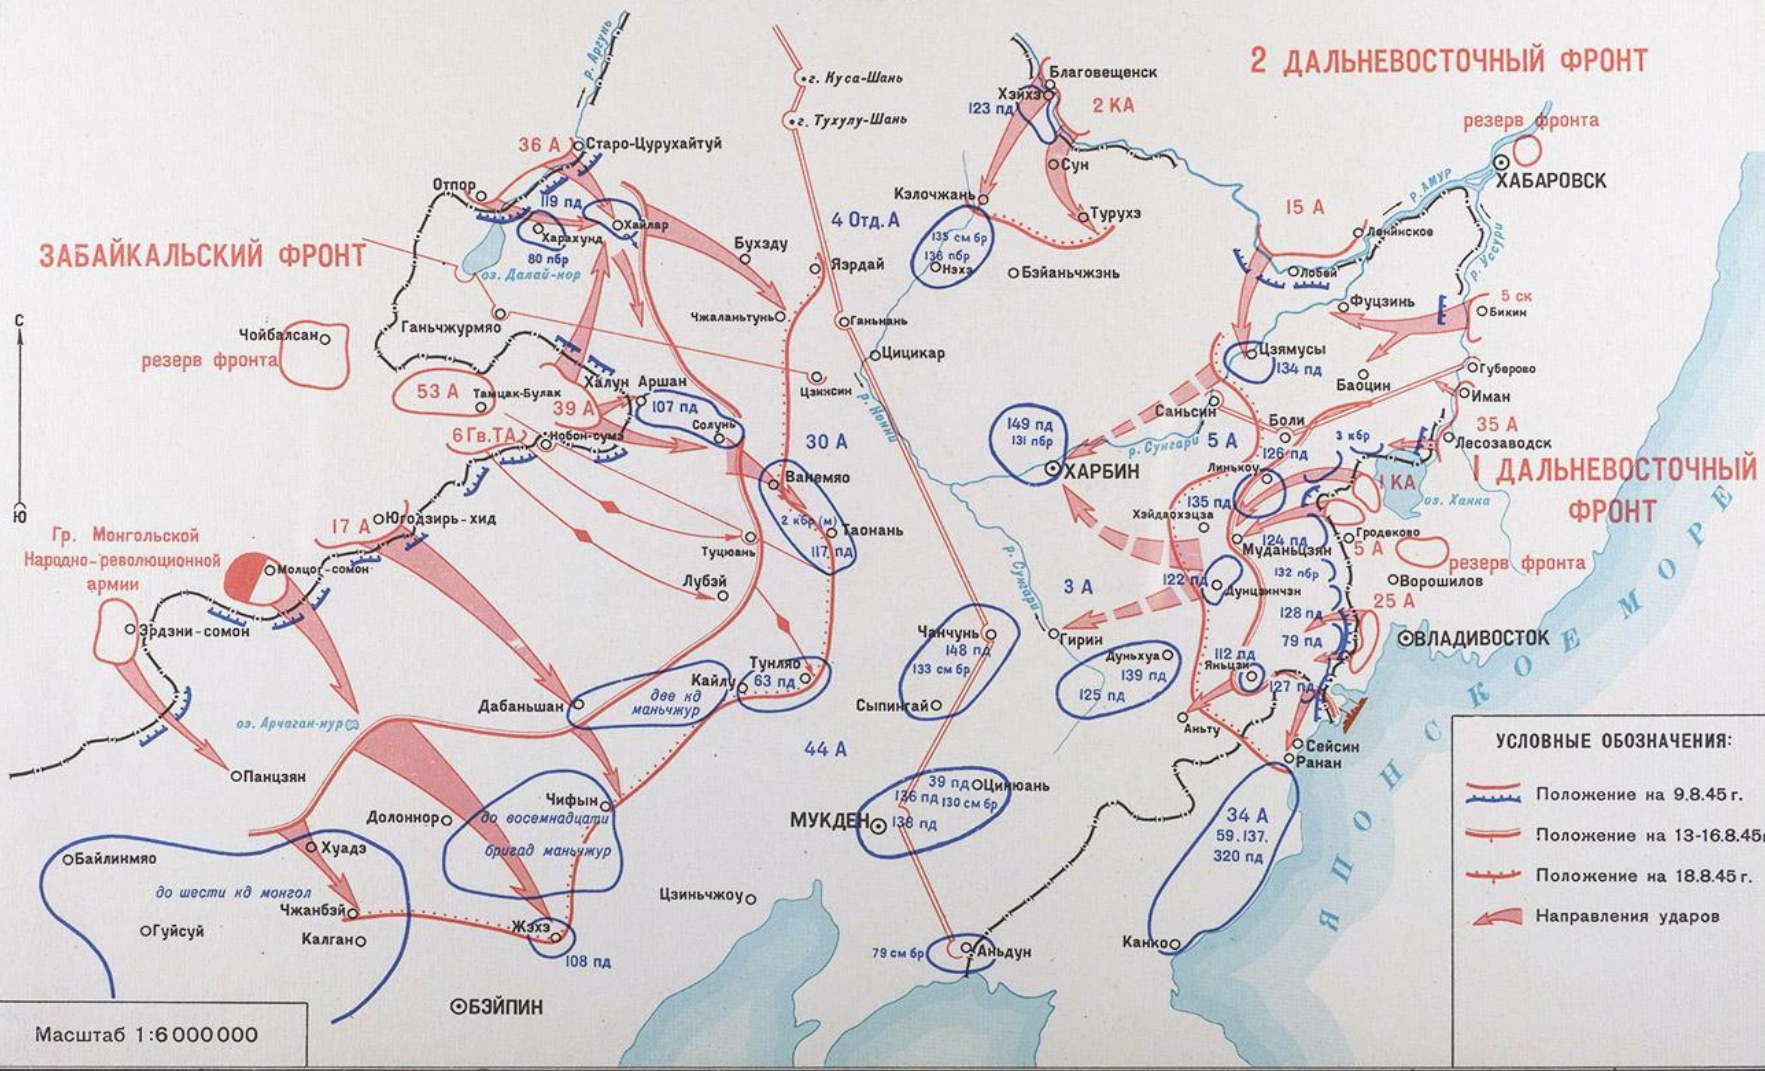 р. Аргунь
г. Куса-Шань
г. Тухулу-Шань
Благовещенск
Хэйхэ
123 пд
2 КА
2 ДАЛЬНЕВОСТОЧНЫЙ ФРОНТ
резерв фронта
36 А
Старо-Цурухайтуй
Сун
ХАБАРОВСК
Отпор
119 пд
Хайлар
Харахунд
80 пбр
оз. Далай-нор
Бухэду
4 Отд. А
Кэлочжань
Турухэ
15 А
р. АМУР
Ленинское
р. Уссури
ЗАБАЙКАЛЬСКИЙ ФРОНТ
Яэрдай
135 см бр
136 пбр
Нэхэ
Бэйаньчжэнь
Лобей
С
Ю
Чойбалсан
резерв фронта
Ганьчжурмяо
Чжаланьтунь
Ганьнань
Цицикар
Фуцзинь
5 ск
Бикин
Цзямусы
134 пд
53 А
Тамцак-Булак
Халун Аршан
39 А
107 пд
Солунь
Цзинсин
р. Нонни
Губерово
Баоцин
Иман
6 Гв.ТА
Нобон-сумэ
30 А
149 пд
131 пбр
ХАРБИН
р. Сунгари
Саньсин
5 А
Боли
126 пд
3 кбр
35 А
Лесозаводск
1 ДАЛЬНЕВОСТОЧНЫЙ
ФРОНТ
Ванемяо
Линькоу
135 пд
1 КА
оз. Ханка
17 А
Югодзирь-хид
2 кбр (м)
117 пд
Таонань
Туцюань
Хэйдаохэцза
124 пд
Муданьцзян
Гродеково
5 А
резерв фронта
Гр. Монгольской
Народно-революционной
армии
Молцог-сомон
Лубэй
р. Сунгари
3 А
122 пд
Дунцзинчэн
132 пбр
Ворошилов
128 пд
25 А
Эрдэни-сомон
Чанчунь
148 пд
133 см бр
Гирин
79 пд
ВЛАДИВОСТОК
Тунляо
63 пд
Кайлу
Дуньхуа
139 пд
125 пд
112 пд
Яньцзи
127 пд
Дабаньшан
две кд
маньчжур
Сыпингай
Аньту
оз. Арчаган-нур
44 А
Сейсин
Ранан
ЯПОНСКОЕ МОРЕ
Панцзян
39 пд
Цинюань
136 пд
130 см бр
МУКДЕН
138 пд
Чифын
до восемнадцати
бригад маньчжур
Долоннор
34 А
59. 137.
320 пд
Байлинмяо
Хуадэ
до шести кд монгол
Чжанбэй
Гуйсуй
Калган
Жэхэ
108 пд
Цзиньчжоу
79 см бр
Аньдун
Канко
БЭЙПИН
Масштаб 1:6 000 000
УСЛОВНЫЕ ОБОЗНАЧЕНИЯ:
Положение на 9.8.45 г.
Положение на 13-16.8.45г
Положение на 18.8.45 г.
Направления ударов